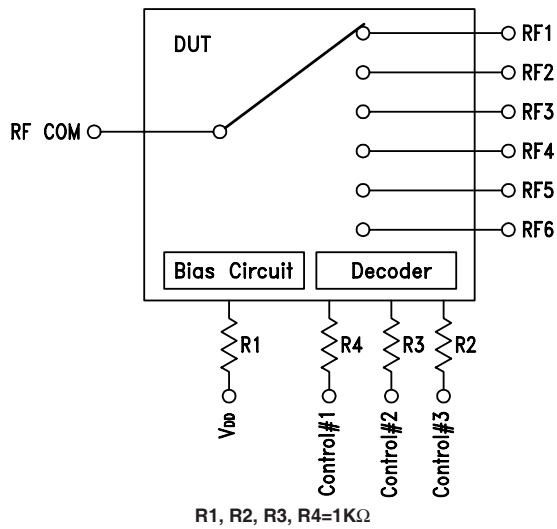 DUT
RF1
RF2
RF COM
RF3
RF4
RF5
RF6
Bias Circuit
Decoder
R1
R4
R3
R2
VDD
Control#1
Control#2
Control#3
R1, R2, R3, R4=1KΩ